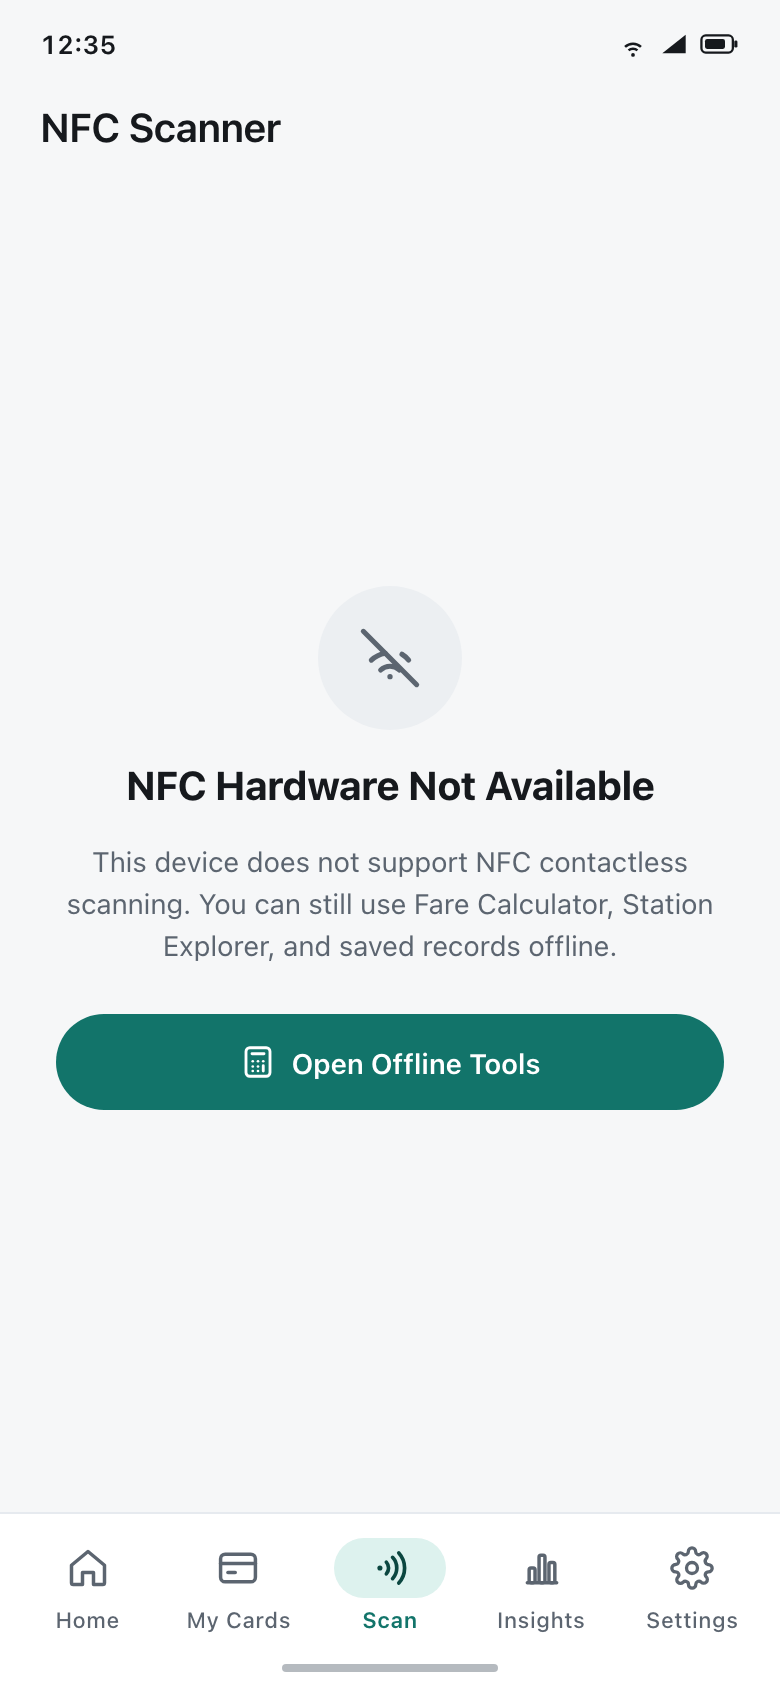 12:35
NFC Scanner
NFC Hardware Not Available
This device does not support NFC contactless
scanning. You can still use Fare Calculator, Station
Explorer, and saved records offline.
Open Offline Tools
Home
My Cards
Scan
Insights
Settings